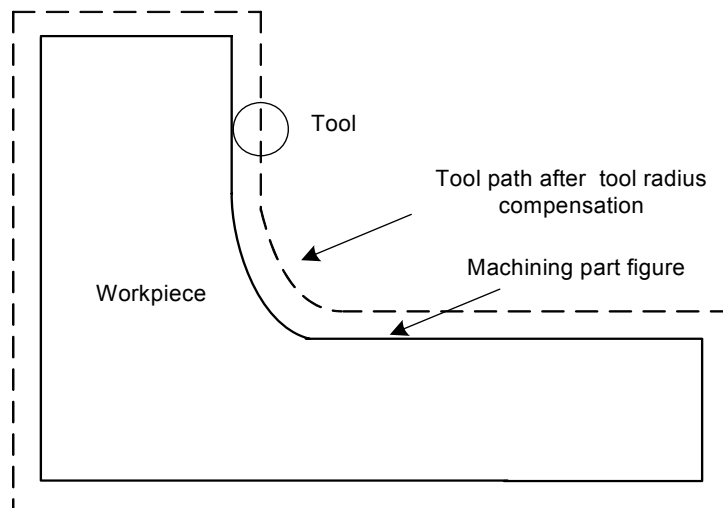 Tool
Tool path after  tool radius
compensation
Machining part figure
Workpiece